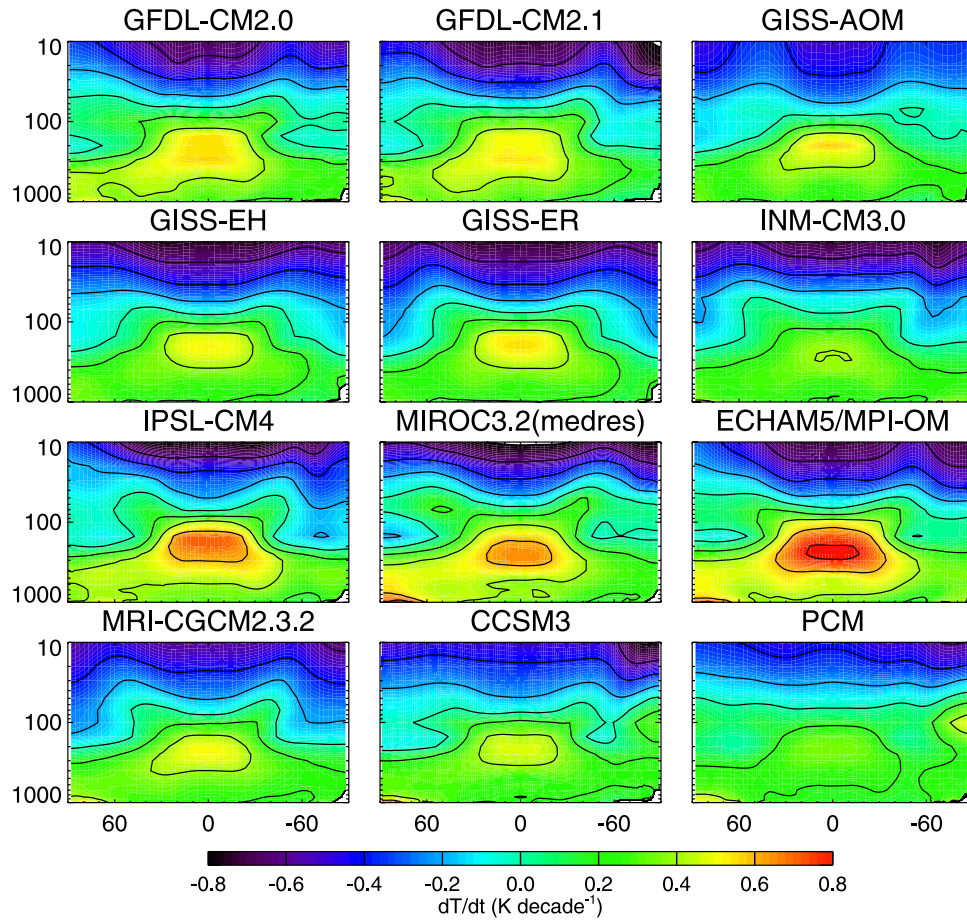 GFDL-CM2.0 GFDL-CM2.1 GISS-AOM
10
100
1000
GISS-EH GISS-ER INM-CM3.0
10
100
1000
IPSL-CM4 MIROC3.2(medres) ECHAM5/MPI-OM
10
100
1000
MRI-CGCM2.3.2 CCSM3 PCM
10
100
1000
60 0 -60 60 0 -60 60 0 -60
-0.8 -0.6 -0.4 -0.2 0.0 0.2 0.4 0.6 0.8
dT/dt (K decade⁻¹)